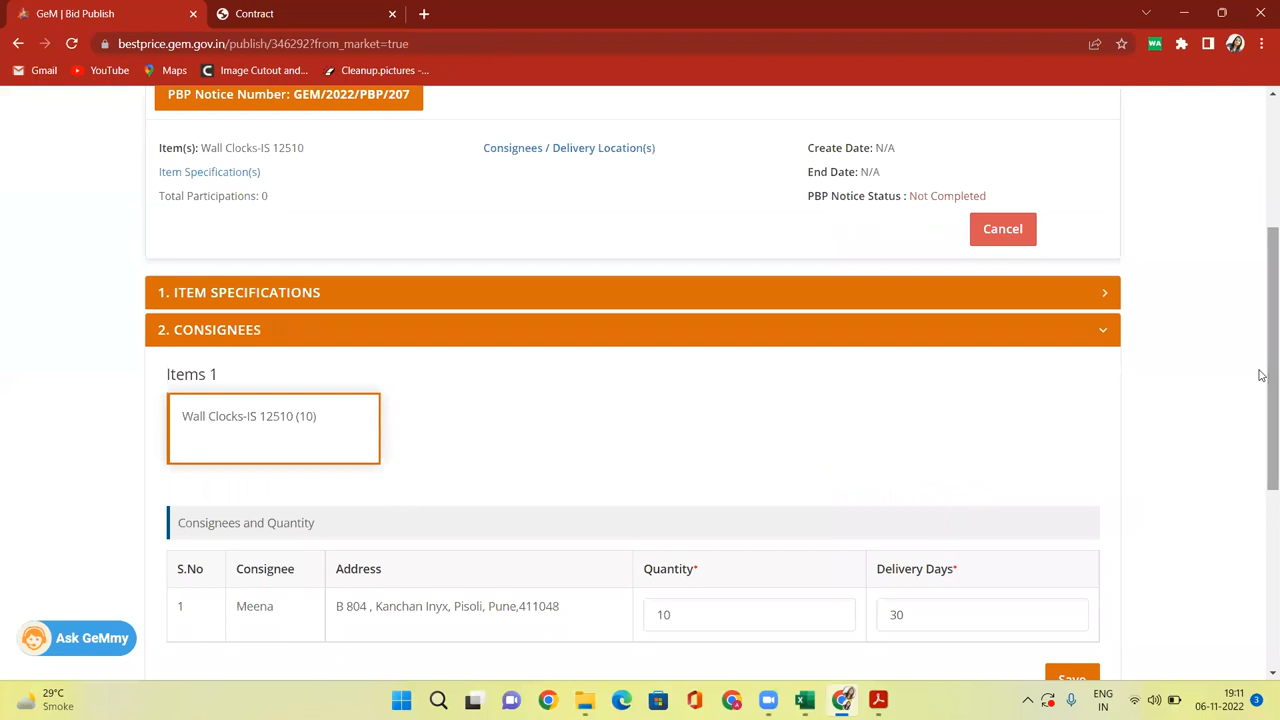 GeM | Bid Publish
Contract
bestprice.gem.gov.in/publish/346292?from_market=true
WA
Gmail
YouTube
Maps
Image Cutout and...
Cleanup.pictures -...
PBP Notice Number: GEM/2022/PBP/207
Item(s): Wall Clocks-IS 12510
Consignees / Delivery Location(s)
Create Date: N/A
Item Specification(s)
End Date: N/A
Total Participations: 0
PBP Notice Status : Not Completed
Cancel
1. ITEM SPECIFICATIONS
2. CONSIGNEES
Items 1
Wall Clocks-IS 12510 (10)
Consignees and Quantity
S.No Consignee Address Quantity* Delivery Days*
1 Meena B 804 , Kanchan Inyx, Pisoli, Pune,411048 10 30
Save
Ask GeMmy
29°C
Smoke
ENG
IN
19:11
06-11-2022
3